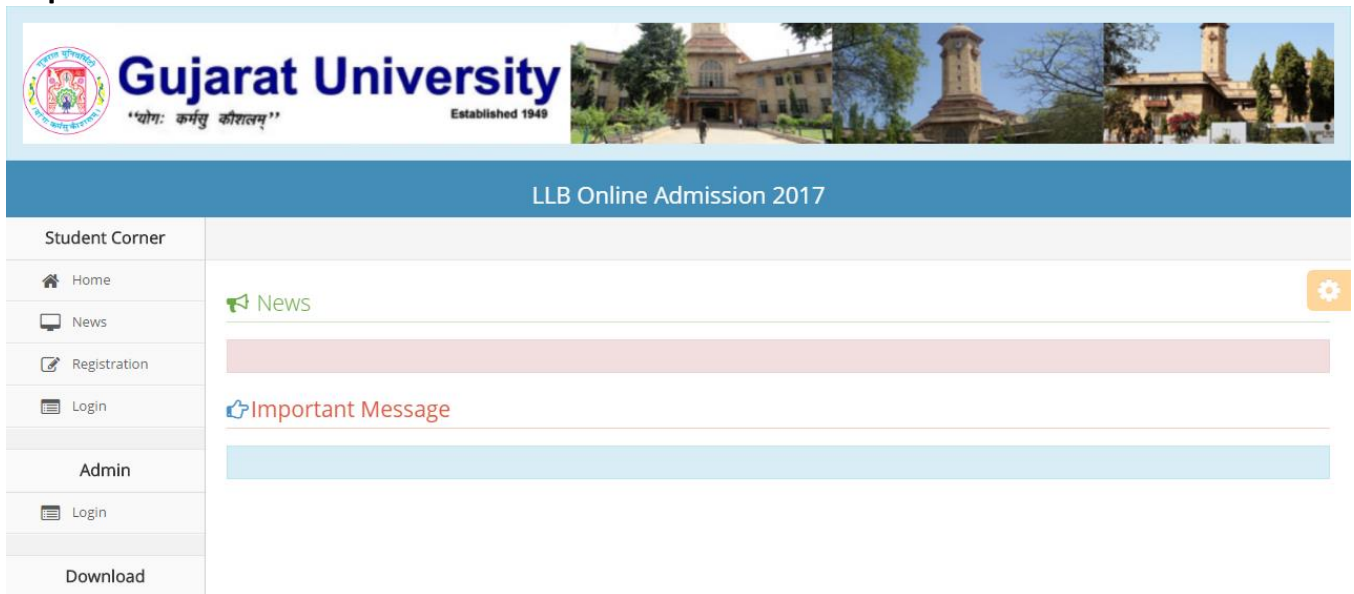 Gujarat University
‘‘योगः कर्मसु कौशलम्’’
Established 1949
LLB Online Admission 2017
Student Corner
Home
News
Registration
Login
Admin
Login
Download
News
Important Message